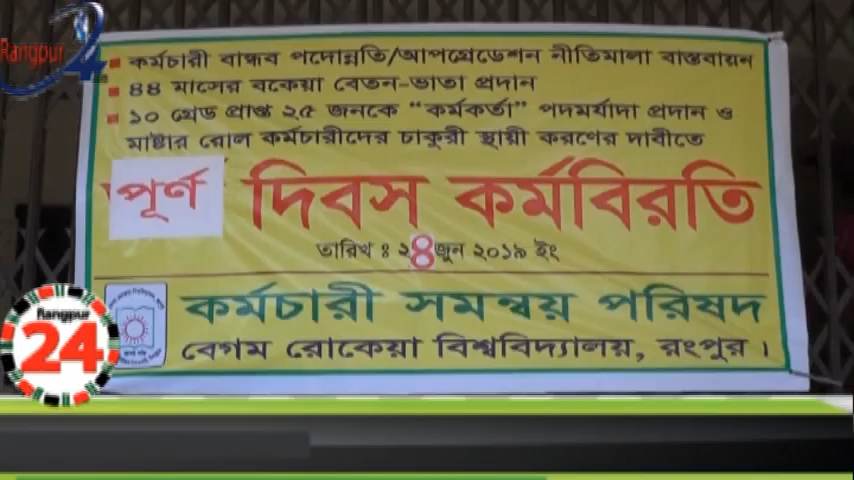 Rangpur
24
কর্মচারী বান্ধব পদোন্নতি/আপগ্রেডেশন নীতিমালা বাস্তবায়ন
৪৪ মাসের বকেয়া বেতন-ভাতা প্রদান
১০ গ্রেড প্রাপ্ত ২৫ জনকে “কর্মকর্তা” পদমর্যাদা প্রদান ও
মাষ্টার রোল কর্মচারীদের চাকুরী স্থায়ী করণের দাবীতে
পূর্ণ দিবস কর্মবিরতি
তারিখ ঃ ২৪ জুন ২০১৯ ইং
কর্মচারী সমন্বয় পরিষদ
বেগম রোকেয়া বিশ্ববিদ্যালয়, রংপুর।
Rangpur
24